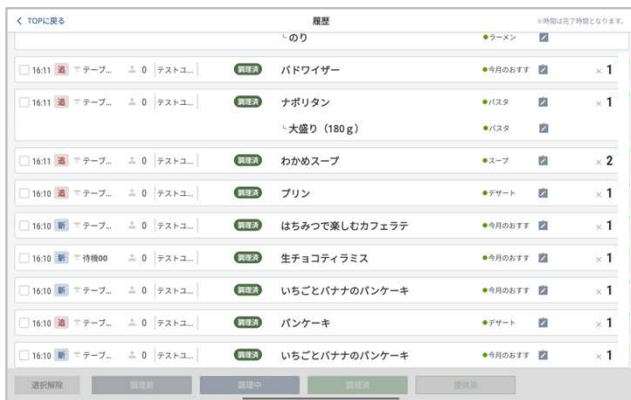 TOPに戻る 履歴 ※時間は完了時間となります。
└のり ラーメン
16:11 追 テーブ... 0 テストユ... 調理済 バドワイザー 今月のおすす × 1
16:11 追 テーブ... 0 テストユ... 調理済 ナポリタン パスタ × 1
└大盛り（180ｇ） パスタ
16:11 追 テーブ... 0 テストユ... 調理済 わかめスープ スープ × 2
16:10 追 テーブ... 0 テストユ... 調理済 プリン デザート × 1
16:10 新 テーブ... 0 テストユ... 調理済 はちみつで楽しむカフェラテ 今月のおすす × 1
16:10 新 待機00 0 テストユ... 調理済 生チョコティラミス 今月のおすす × 1
16:10 新 テーブ... 0 テストユ... 調理済 いちごとバナナのパンケーキ 今月のおすす × 1
16:10 追 テーブ... 0 テストユ... 調理済 パンケーキ デザート × 1
16:10 新 テーブ... 0 テストユ... 調理済 いちごとバナナのパンケーキ 今月のおすす × 1
選択解除 調理前 調理中 調理済 提供済